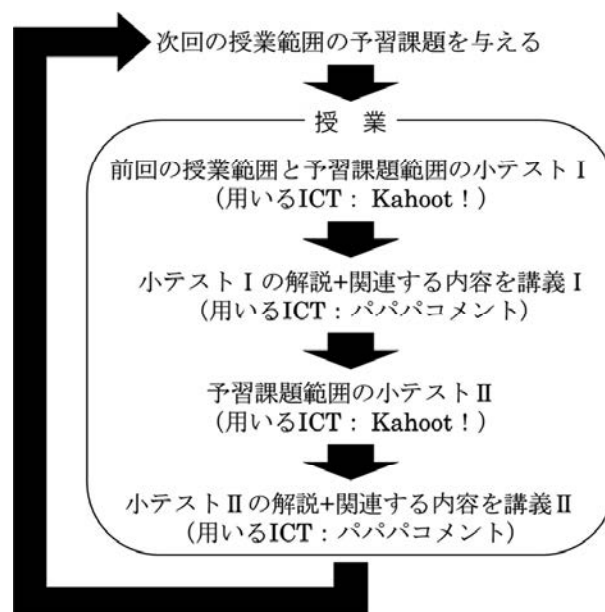 次回の授業範囲の予習課題を与える
授　業
前回の授業範囲と予習課題範囲の小テストⅠ
（用いるICT： Kahoot！）
小テストⅠの解説+関連する内容を講義Ⅰ
（用いるICT：パパパコメント）
予習課題範囲の小テストⅡ
（用いるICT： Kahoot！）
小テストⅡの解説+関連する内容を講義Ⅱ
（用いるICT：パパパコメント）